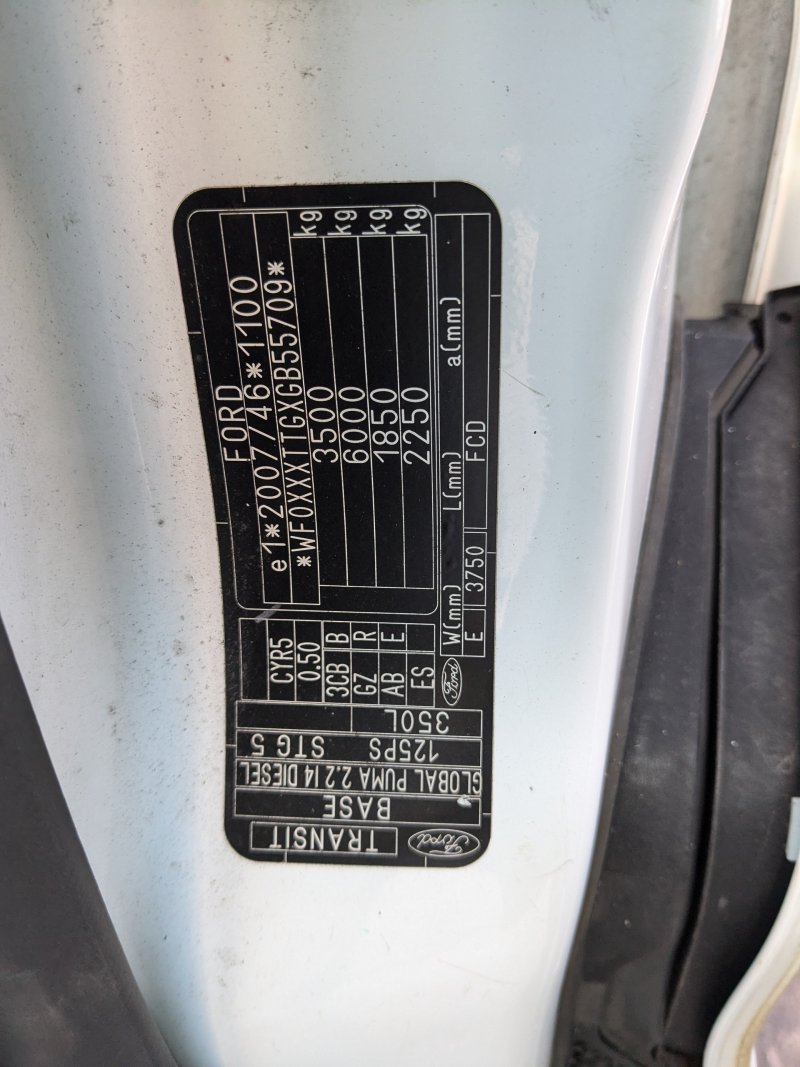 FORD
e1*2007/46*1100
*WF0XXXTTGXGB55709*
3500 kg
6000 kg
1850 kg
2250 kg
W(mm) L(mm) a(mm)
E 3750 FCD
CYR5
0.50
3CB B
GZ R
AB E
ES
Ford
TRANSIT
Ford
BASE
GLOBAL PUMA 2.2 I4 DIESEL
125PS STG 5
350L